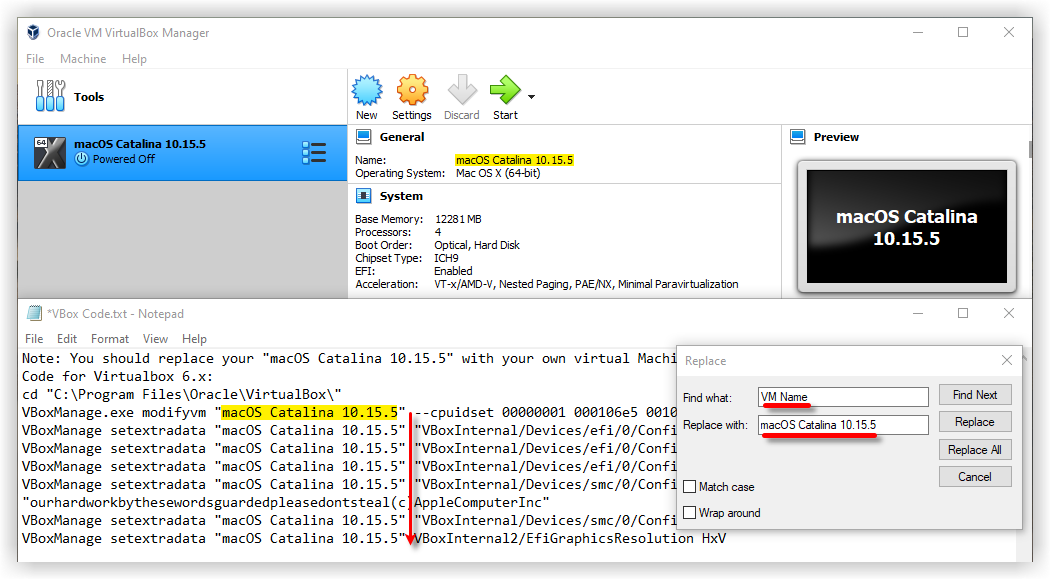 Oracle VM VirtualBox Manager
File Machine Help
Tools
New Settings Discard Start
64
macOS Catalina 10.15.5
Powered Off
General
Name: macOS Catalina 10.15.5
Operating System: Mac OS X (64-bit)
System
Base Memory: 12281 MB
Processors: 4
Boot Order: Optical, Hard Disk
Chipset Type: ICH9
EFI: Enabled
Acceleration: VT-x/AMD-V, Nested Paging, PAE/NX, Minimal Paravirtualization
Preview
macOS Catalina
10.15.5
*VBox Code.txt - Notepad
File Edit Format View Help
Note: You should replace your "macOS Catalina 10.15.5" with your own virtual Machi
Code for Virtualbox 6.x:
cd "C:\Program Files\Oracle\VirtualBox\"
VBoxManage.exe modifyvm "macOS Catalina 10.15.5" --cpuidset 00000001 000106e5 0010
VBoxManage setextradata "macOS Catalina 10.15.5" "VBoxInternal/Devices/efi/0/Confi
VBoxManage setextradata "macOS Catalina 10.15.5" "VBoxInternal/Devices/efi/0/Confi
VBoxManage setextradata "macOS Catalina 10.15.5" "VBoxInternal/Devices/efi/0/Confi
VBoxManage setextradata "macOS Catalina 10.15.5" "VBoxInternal/Devices/smc/0/Confi
"ourhardworkbythesewordsguardedpleasedontsteal(c)AppleComputerInc"
VBoxManage setextradata "macOS Catalina 10.15.5" "VBoxInternal/Devices/smc/0/Confi
VBoxManage setextradata "macOS Catalina 10.15.5" VBoxInternal2/EfiGraphicsResolution HxV
Replace
Find what: VM Name
Replace with: macOS Catalina 10.15.5
Match case
Wrap around
Find Next
Replace
Replace All
Cancel